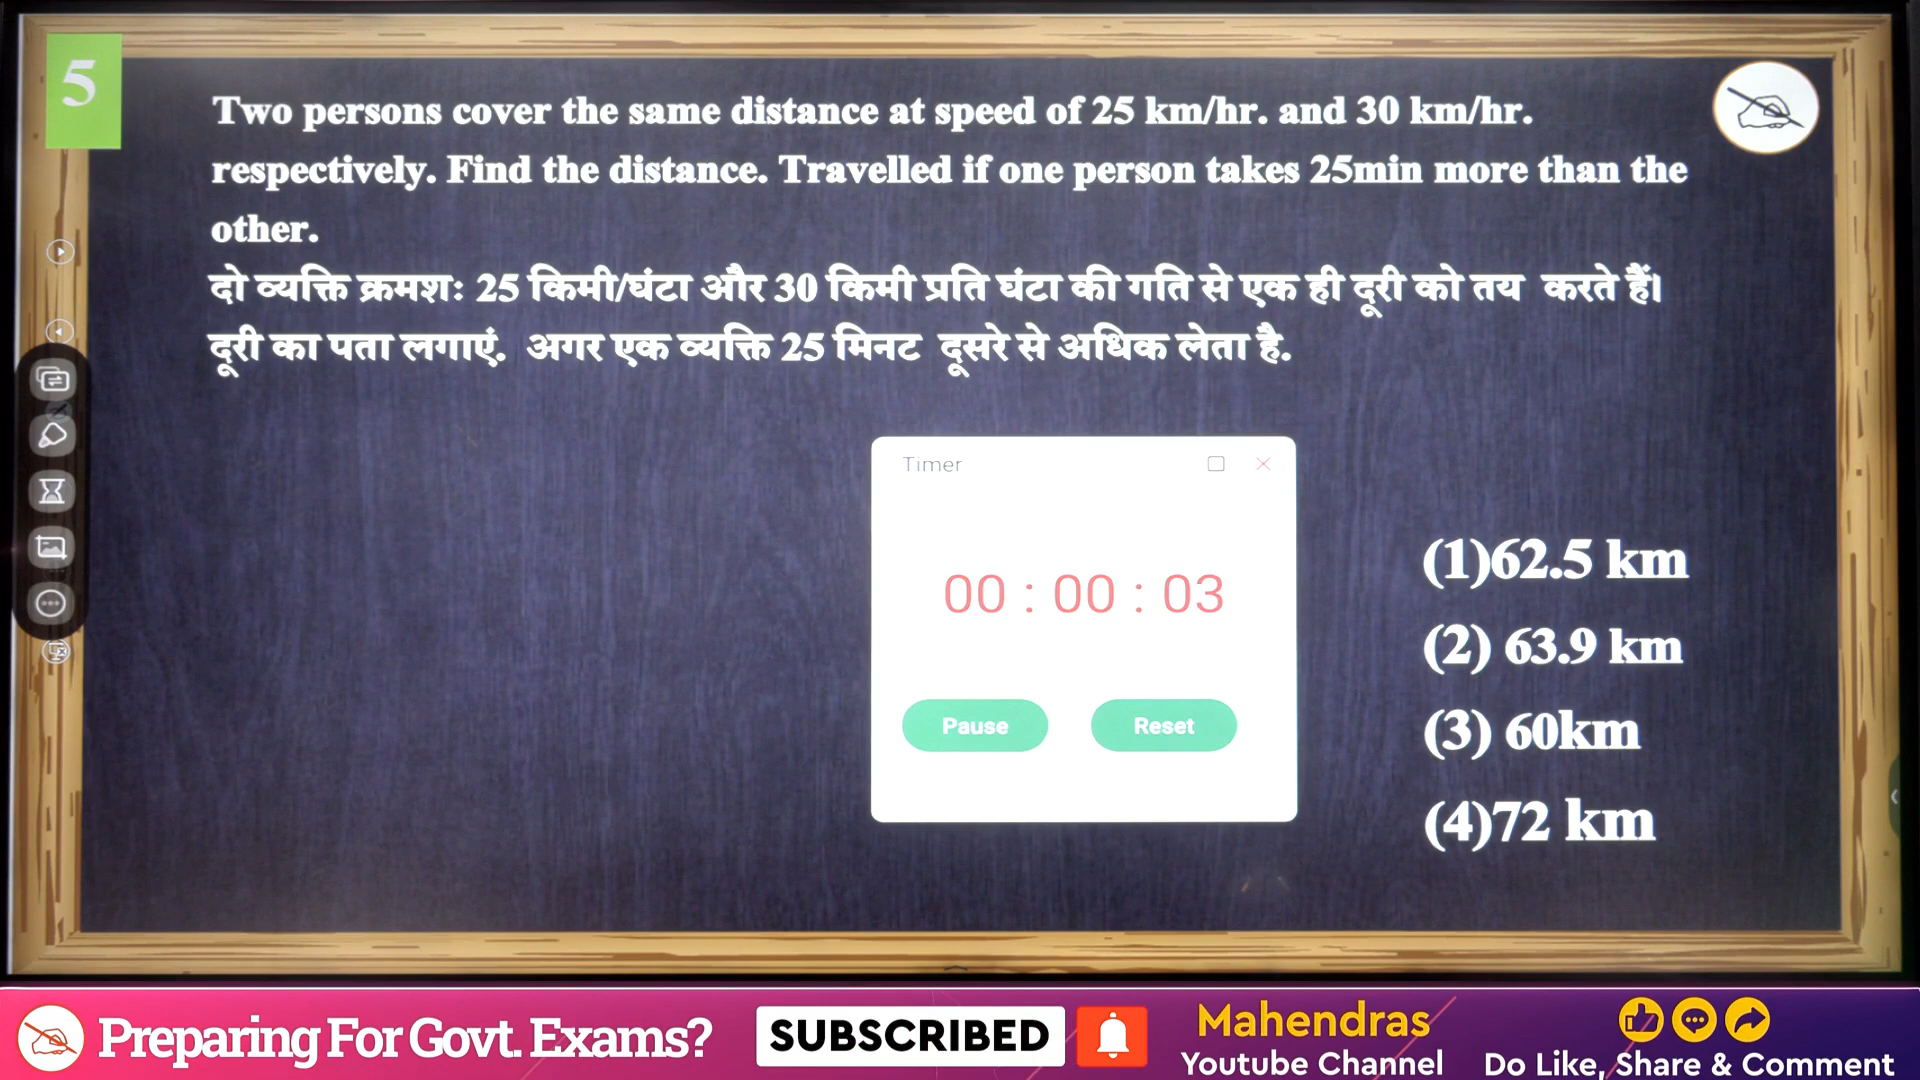 5
Two persons cover the same distance at speed of 25 km/hr. and 30 km/hr.
respectively. Find the distance. Travelled if one person takes 25min more than the
other.
दो व्यक्ति क्रमशः 25 किमी/घंटा और 30 किमी प्रति घंटा की गति से एक ही दूरी को तय करते हैं।
दूरी का पता लगाएं. अगर एक व्यक्ति 25 मिनट दूसरे से अधिक लेता है.
Timer
00 : 00 : 03
Pause Reset
(1)62.5 km
(2) 63.9 km
(3) 60km
(4)72 km
Preparing For Govt. Exams?
SUBSCRIBED
Mahendras
Youtube Channel
Do Like, Share & Comment